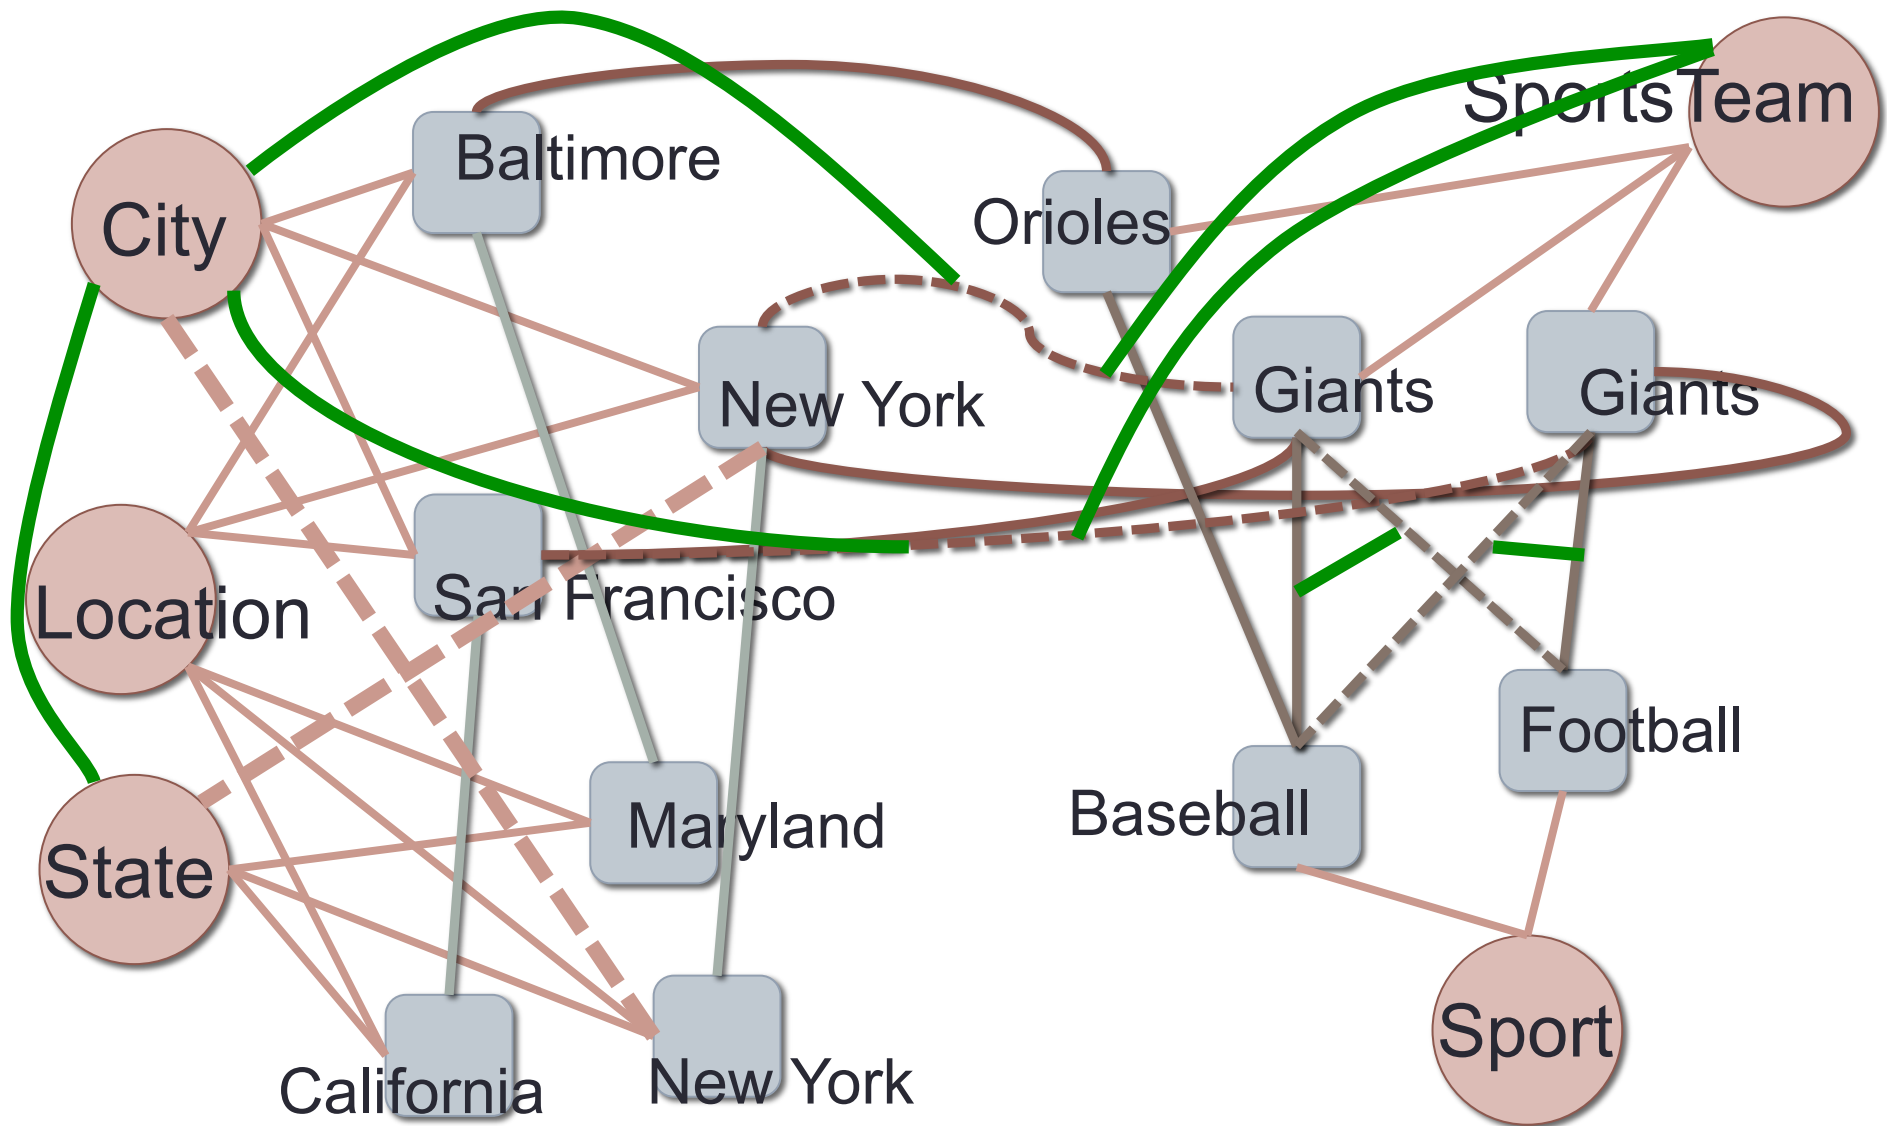 SportsTeam
Baltimore
City
Orioles
New York
Giants
Giants
San Francisco
Location
Football
Maryland
Baseball
State
Sport
California
New York